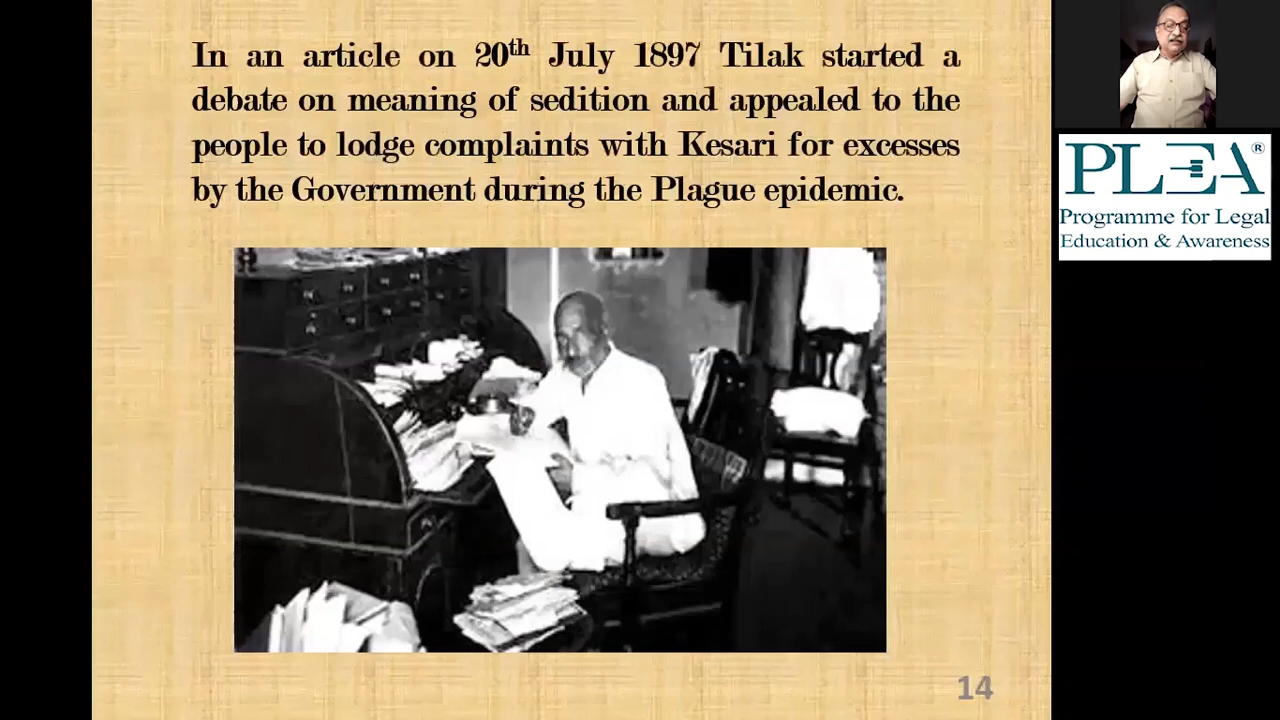 In an article on 20th July 1897 Tilak started a
debate on meaning of sedition and appealed to the
people to lodge complaints with Kesari for excesses
by the Government during the Plague epidemic.
14
PLEA®
Programme for Legal
Education & Awareness